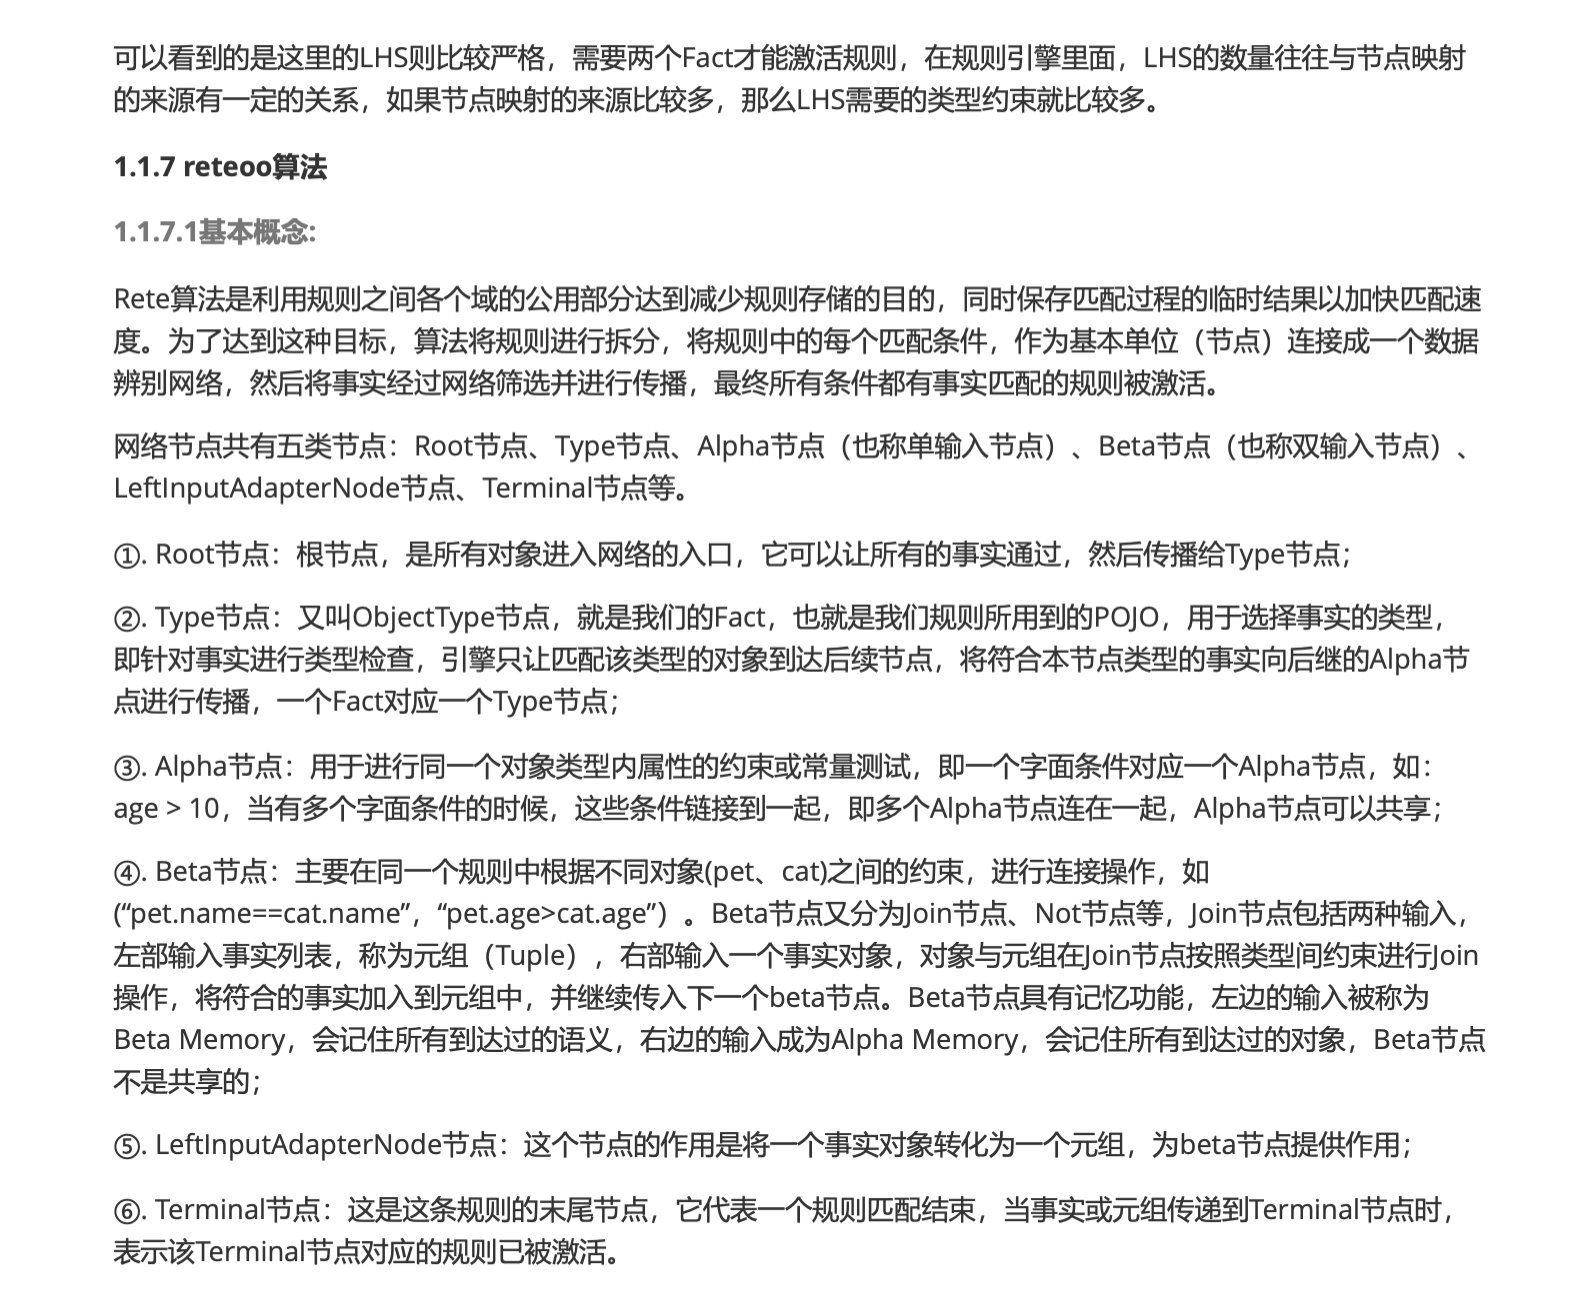 可以看到的是这里的LHS则比较严格，需要两个Fact才能激活规则，在规则引擎里面，LHS的数量往往与节点映射
的来源有一定的关系，如果节点映射的来源比较多，那么LHS需要的类型约束就比较多。
1.1.7 reteoo算法
1.1.7.1基本概念:
Rete算法是利用规则之间各个域的公用部分达到减少规则存储的目的，同时保存匹配过程的临时结果以加快匹配速
度。为了达到这种目标，算法将规则进行拆分，将规则中的每个匹配条件，作为基本单位（节点）连接成一个数据
辨别网络，然后将事实经过网络筛选并进行传播，最终所有条件都有事实匹配的规则被激活。
网络节点共有五类节点：Root节点、Type节点、Alpha节点（也称单输入节点）、Beta节点（也称双输入节点）、
LeftInputAdapterNode节点、Terminal节点等。
①. Root节点：根节点，是所有对象进入网络的入口，它可以让所有的事实通过，然后传播给Type节点；
②. Type节点：又叫ObjectType节点，就是我们的Fact，也就是我们规则所用到的POJO，用于选择事实的类型，
即针对事实进行类型检查，引擎只让匹配该类型的对象到达后续节点，将符合本节点类型的事实向后继的Alpha节
点进行传播，一个Fact对应一个Type节点；
③. Alpha节点：用于进行同一个对象类型内属性的约束或常量测试，即一个字面条件对应一个Alpha节点，如：
age > 10，当有多个字面条件的时候，这些条件链接到一起，即多个Alpha节点连在一起，Alpha节点可以共享；
④. Beta节点：主要在同一个规则中根据不同对象(pet、cat)之间的约束，进行连接操作，如
(“pet.name==cat.name”，“pet.age>cat.age”）。Beta节点又分为Join节点、Not节点等，Join节点包括两种输入，
左部输入事实列表，称为元组（Tuple），右部输入一个事实对象，对象与元组在Join节点按照类型间约束进行Join
操作，将符合的事实加入到元组中，并继续传入下一个beta节点。Beta节点具有记忆功能，左边的输入被称为
Beta Memory，会记住所有到达过的语义，右边的输入成为Alpha Memory，会记住所有到达过的对象，Beta节点
不是共享的；
⑤. LeftInputAdapterNode节点：这个节点的作用是将一个事实对象转化为一个元组，为beta节点提供作用；
⑥. Terminal节点：这是这条规则的末尾节点，它代表一个规则匹配结束，当事实或元组传递到Terminal节点时，
表示该Terminal节点对应的规则已被激活。